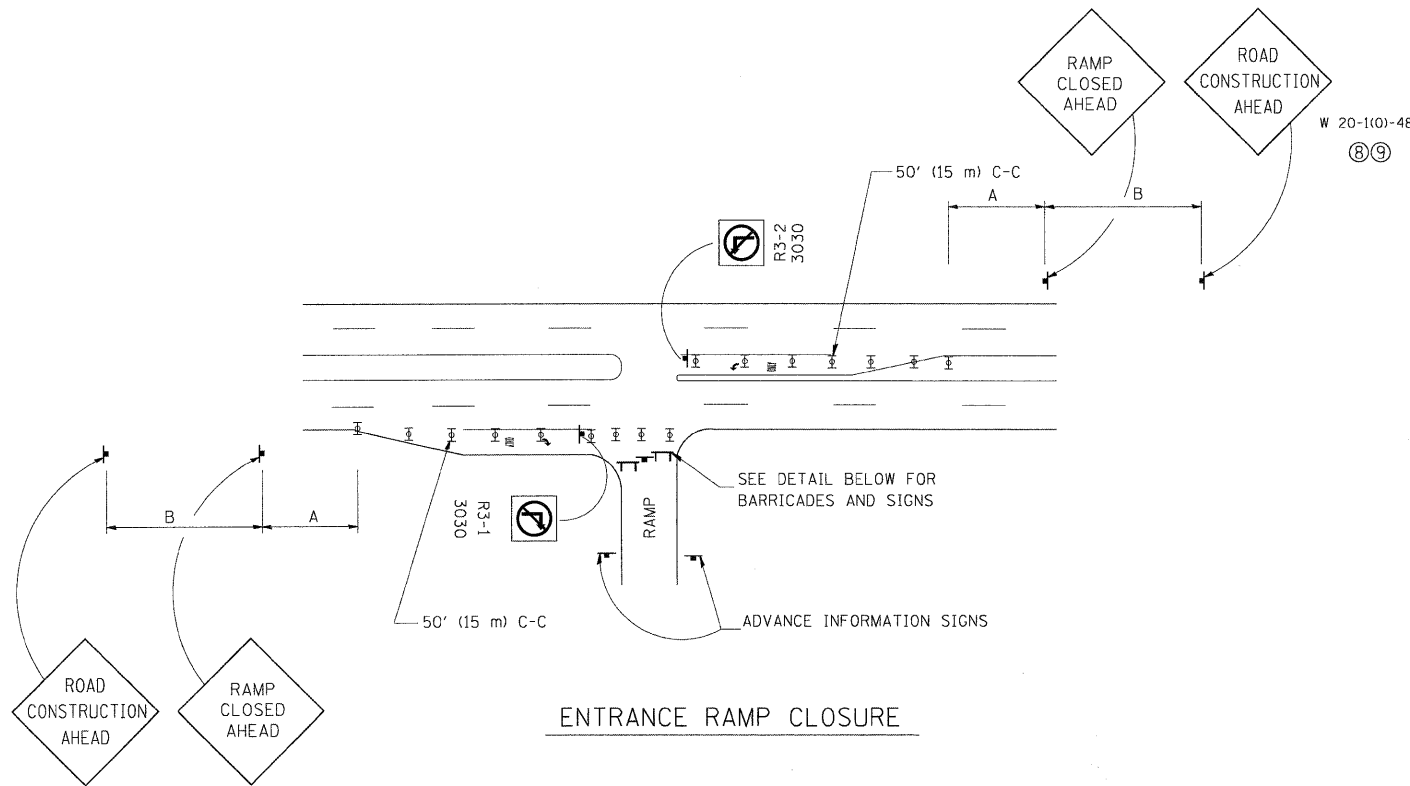 RAMP
CLOSED
AHEAD
ROAD
CONSTRUCTION
AHEAD
W 20-1(O)-48
⑧⑨
50' (15 m) C-C
A
B
R3-2
3030
SEE DETAIL BELOW FOR
BARRICADES AND SIGNS
B
A
R3-1
3030
RAMP
50' (15 m) C-C
ADVANCE INFORMATION SIGNS
ROAD
CONSTRUCTION
AHEAD
RAMP
CLOSED
AHEAD
ENTRANCE RAMP CLOSURE